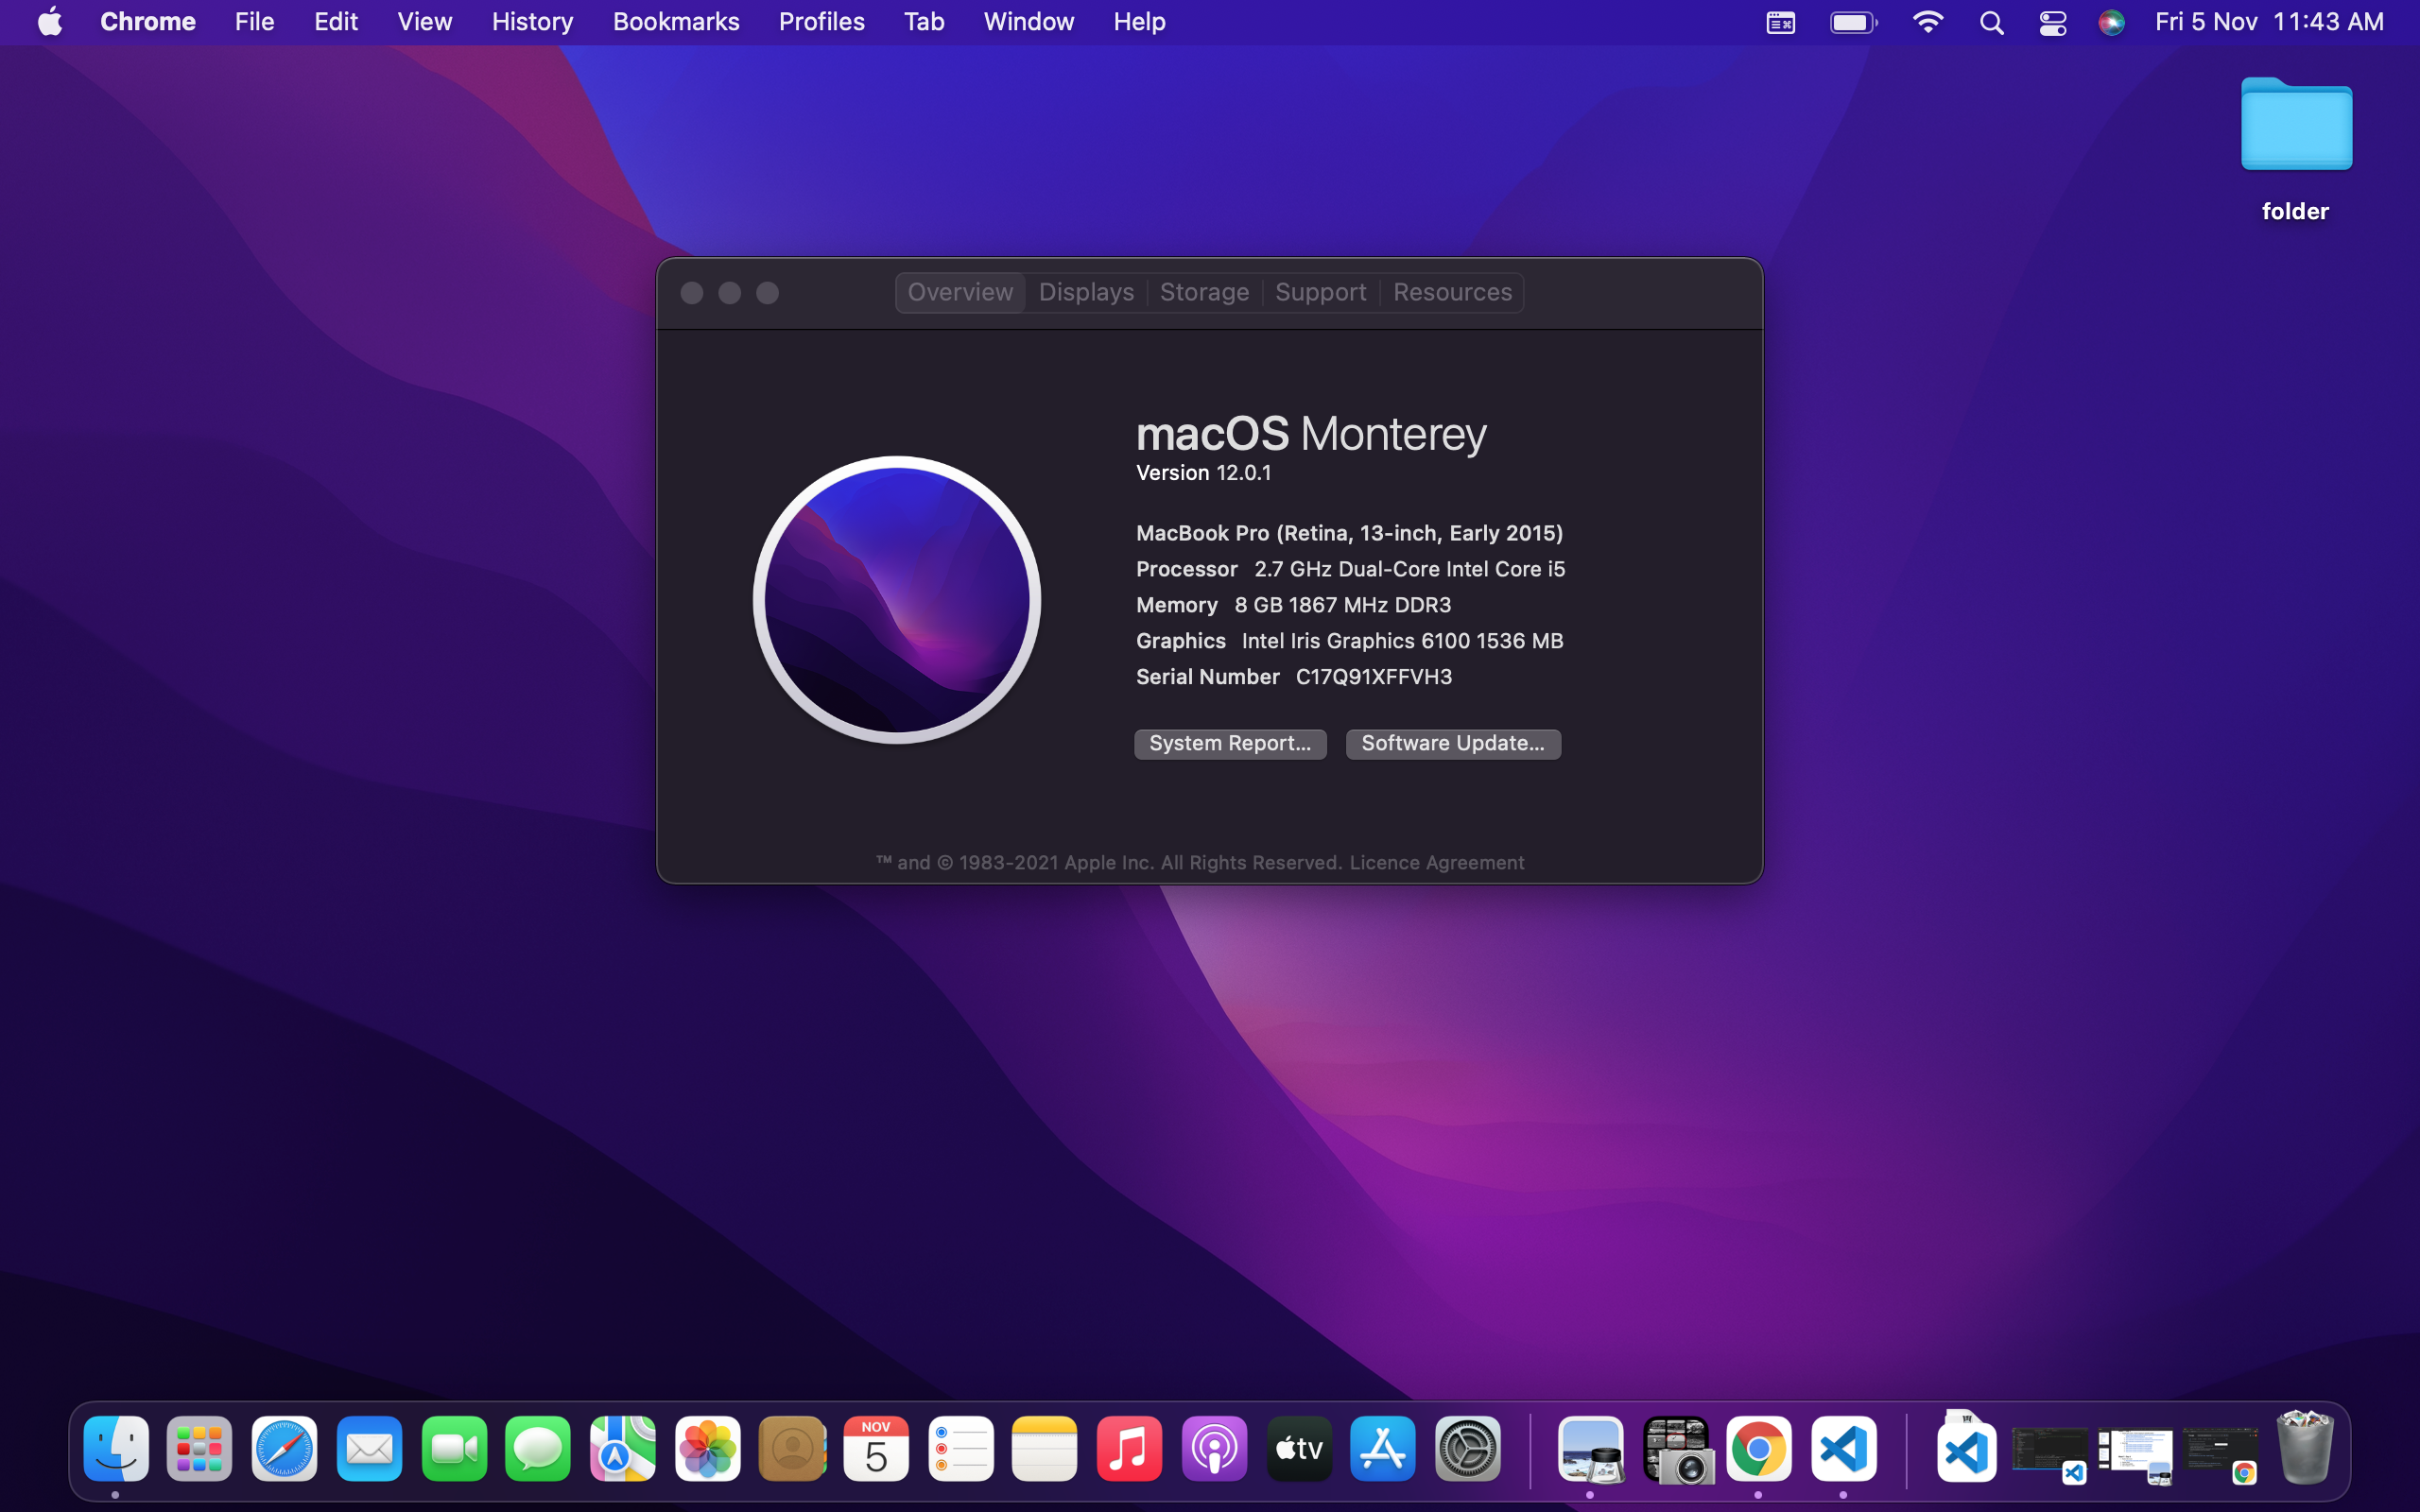 Chrome File Edit View History Bookmarks Profiles Tab Window Help Fri 5 Nov 11:43 AM
folder
Overview Displays Storage Support Resources
macOS Monterey
Version 12.0.1
MacBook Pro (Retina, 13-inch, Early 2015)
Processor 2.7 GHz Dual-Core Intel Core i5
Memory 8 GB 1867 MHz DDR3
Graphics Intel Iris Graphics 6100 1536 MB
Serial Number C17Q91XFFVH3
System Report... Software Update...
™ and © 1983-2021 Apple Inc. All Rights Reserved. Licence Agreement
NOV
5
tv